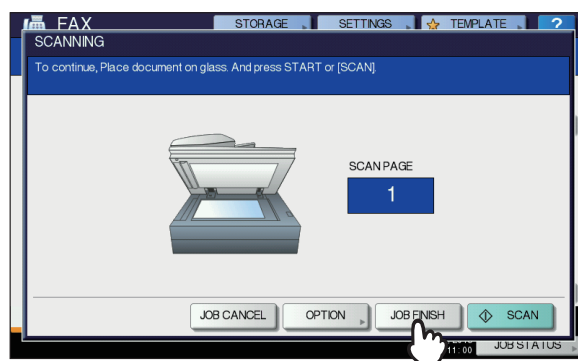 FAX
STORAGE
SETTINGS
TEMPLATE
?
SCANNING
To continue, Place document on glass. And press START or [SCAN].
SCAN PAGE
1
JOB CANCEL
OPTION
JOB FINISH
SCAN
11:00
JOB STATUS